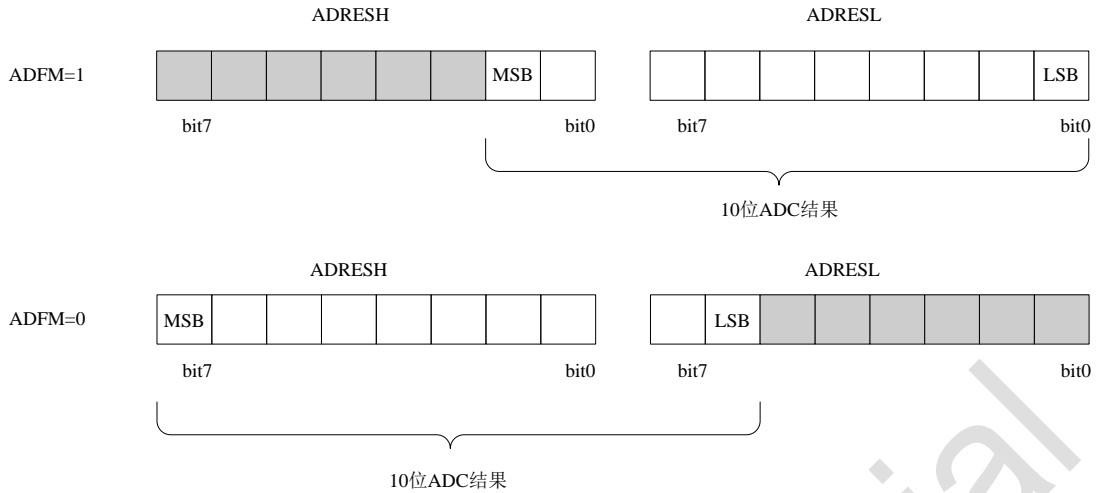 ADRESH ADRESL
ADFM=1 MSB LSB
bit7 bit0 bit7 bit0
10位ADC结果
ADRESH ADRESL
ADFM=0 MSB LSB
bit7 bit0 bit7 bit0
10位ADC结果